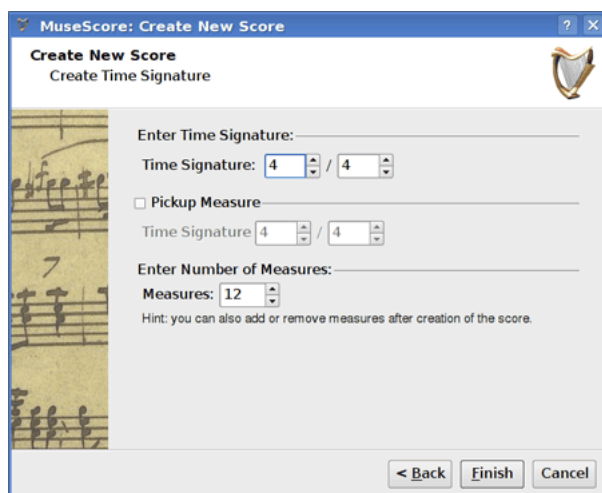 MuseScore: Create New Score
Create New Score
Create Time Signature
Enter Time Signature:
Time Signature: 4 / 4
Pickup Measure
Time Signature 4 / 4
Enter Number of Measures:
Measures: 12
Hint: you can also add or remove measures after creation of the score.
7
< Back Finish Cancel